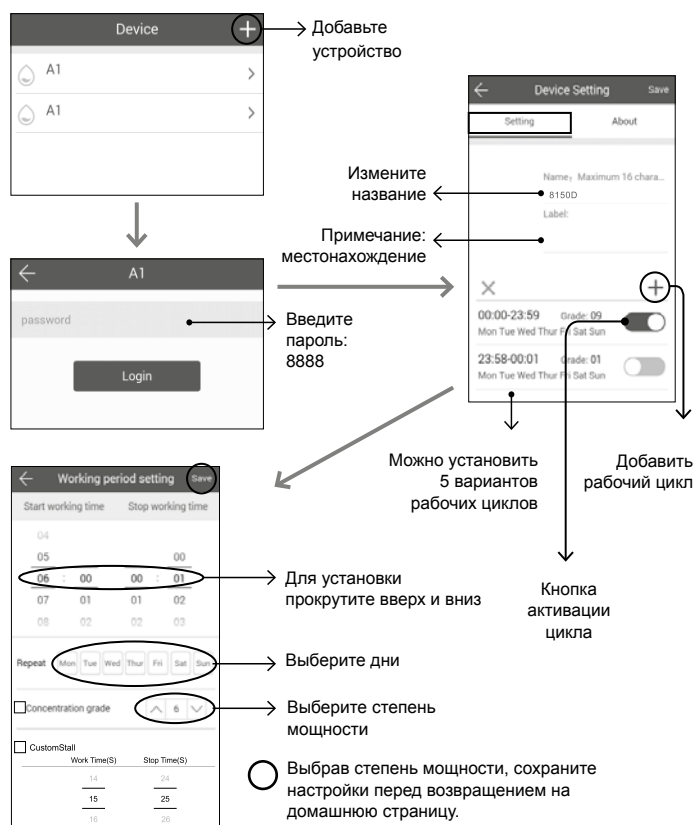 Device
+
Добавьте
устройство
A1
A1
A1
password
Login
Введите
пароль:
8888
Device Setting
Save
Setting
About
Измените
название
Name: Maximum 16 chara...
8150D
Примечание:
местонахождение
Label:
00:00-23:59 Grade: 09
Mon Tue Wed Thur Fri Sat Sun
23:58-00:01 Grade: 01
Mon Tue Wed Thur Fri Sat Sun
Можно установить
5 вариантов
рабочих циклов
Добавить
рабочий цикл
Кнопка
активации
цикла
Working period setting
Save
Start working time Stop working time
04
05 00
06 : 00 00 : 01
07 01 01 02
08 02 02 03
Для установки
прокрутите вверх и вниз
Repeat Mon Tue Wed Thur Fri Sat Sun
Выберите дни
Concentration grade 6
Выберите степень
мощности
CustomStall
Work Time(S) Stop Time(S)
14 24
15 25
16 26
Выбрав степень мощности, сохраните
настройки перед возвращением на
домашнюю страницу.